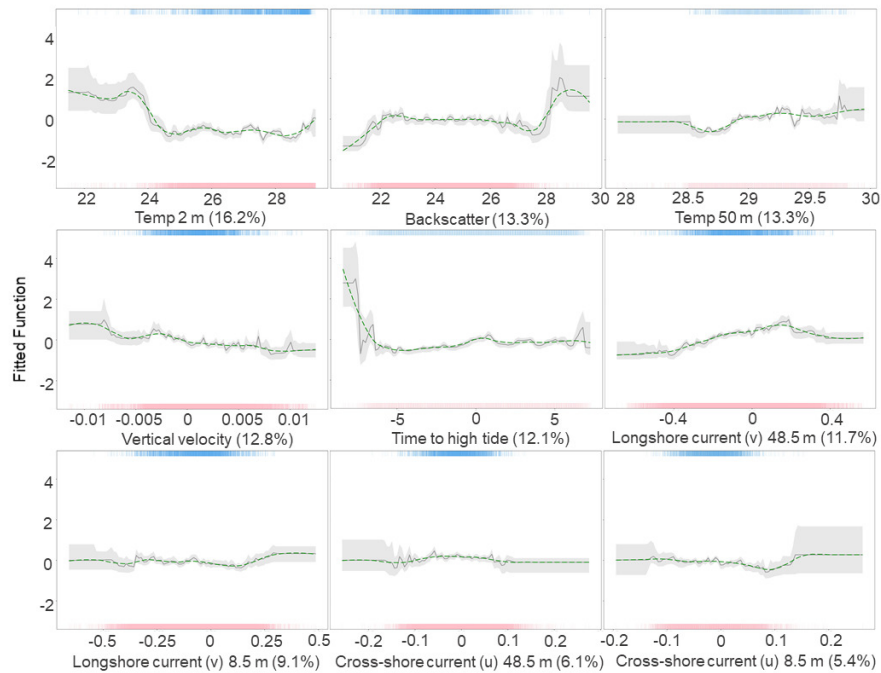 4
2
0
-2
22 24 26 28
Temp 2 m (16.2%)
22 24 26 28 30
Backscatter (13.3%)
28 28.5 29 29.5 30
Temp 50 m (13.3%)
Fitted Function
4
2
0
-2
-0.01 -0.005 0 0.005 0.01
Vertical velocity (12.8%)
-5 0 5
Time to high tide (12.1%)
-0.4 0 0.4
Longshore current (v) 48.5 m (11.7%)
4
2
0
-2
-0.5 -0.25 0 0.25 0.5
Longshore current (v) 8.5 m (9.1%)
-0.2 -0.1 0 0.1 0.2
Cross-shore current (u) 48.5 m (6.1%)
-0.2 -0.1 0 0.1 0.2
Cross-shore current (u) 8.5 m (5.4%)